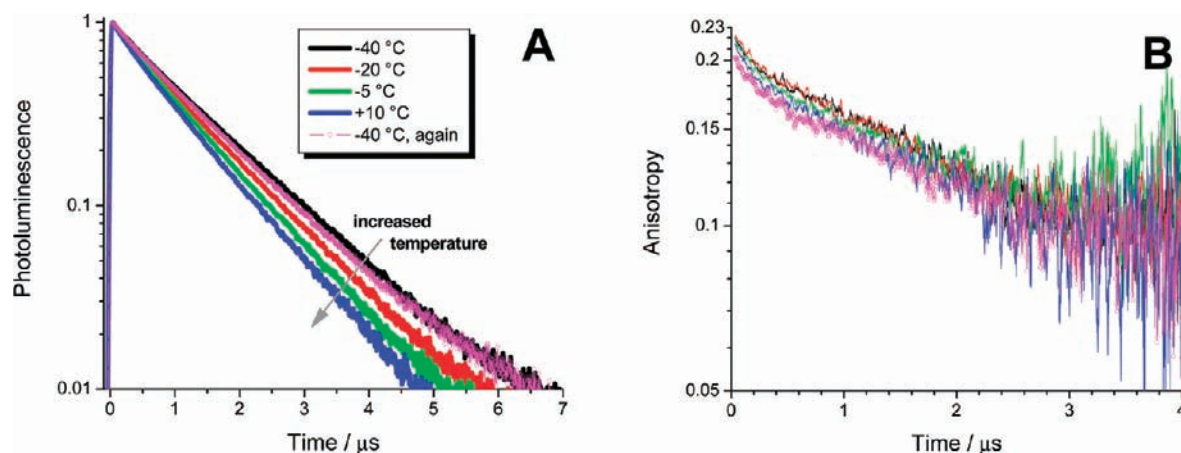 A
1
0.1
0.01
Photoluminescence
-40 °C
-20 °C
-5 °C
+10 °C
-40 °C, again
increased
temperature
0 1 2 3 4 5 6 7
Time / μs
B
0.23
0.2
0.15
0.1
0.05
Anisotropy
0 1 2 3 4
Time / μs